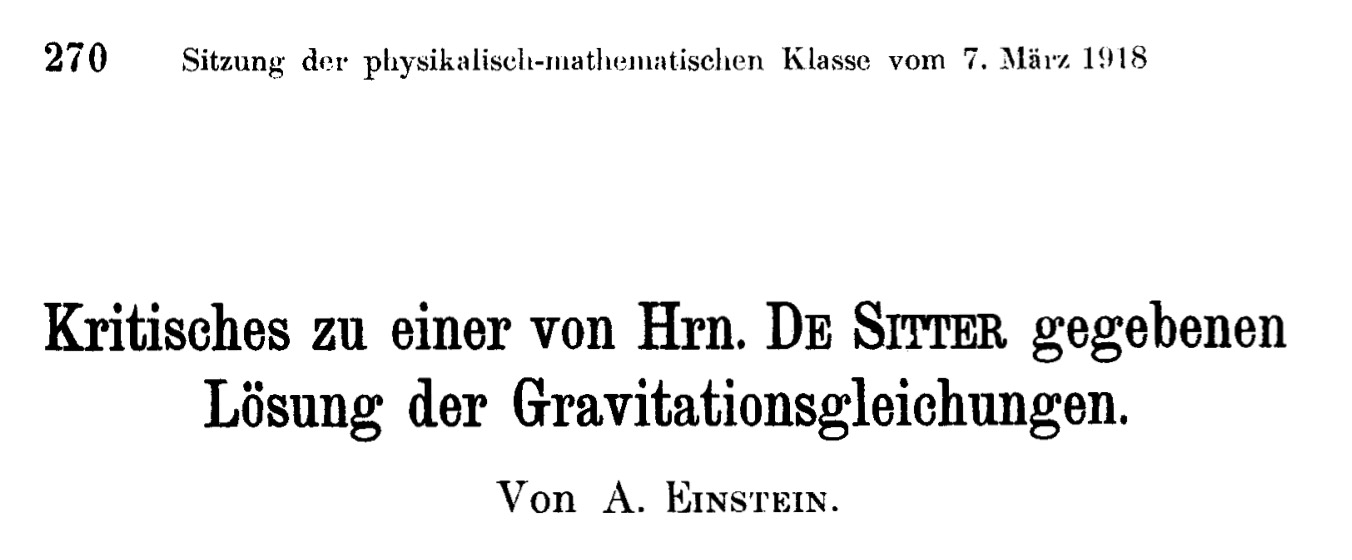 270 Sitzung der physikalisch-mathematischen Klasse vom 7. März 1918
Kritisches zu einer von Hrn. DE SITTER gegebenen
Lösung der Gravitationsgleichungen.
Von A. EINSTEIN.